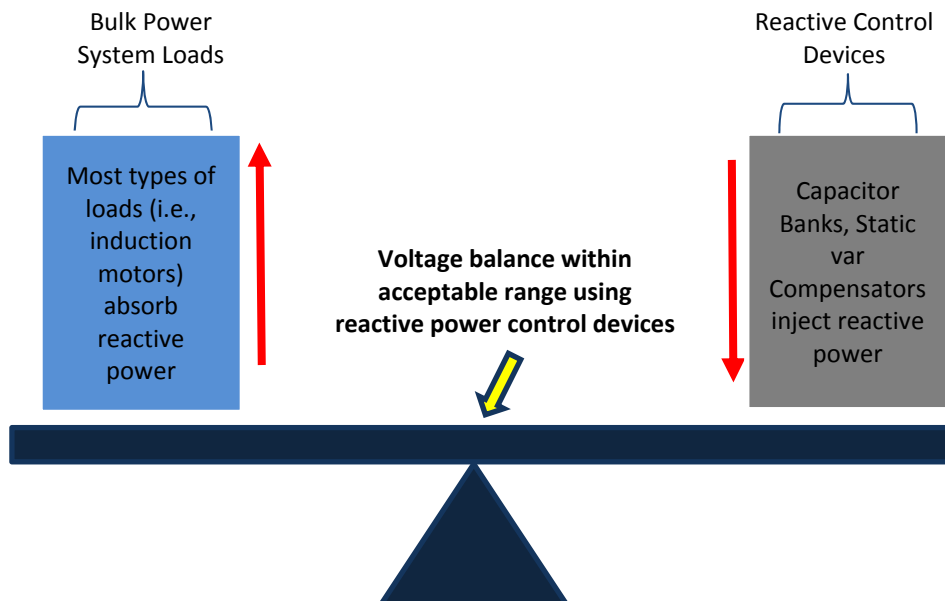 Bulk Power
System Loads
Most types of
loads (i.e.,
induction
motors)
absorb
reactive
power
Voltage balance within
acceptable range using
reactive power control devices
Reactive Control
Devices
Capacitor
Banks, Static
var
Compensators
inject reactive
power